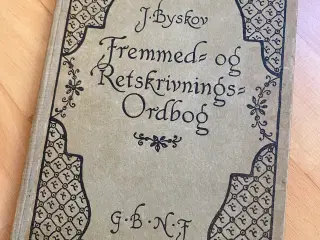 J. Byskov
Fremmed= og
Retskrivnings=
Ordbog
G·B·N·F